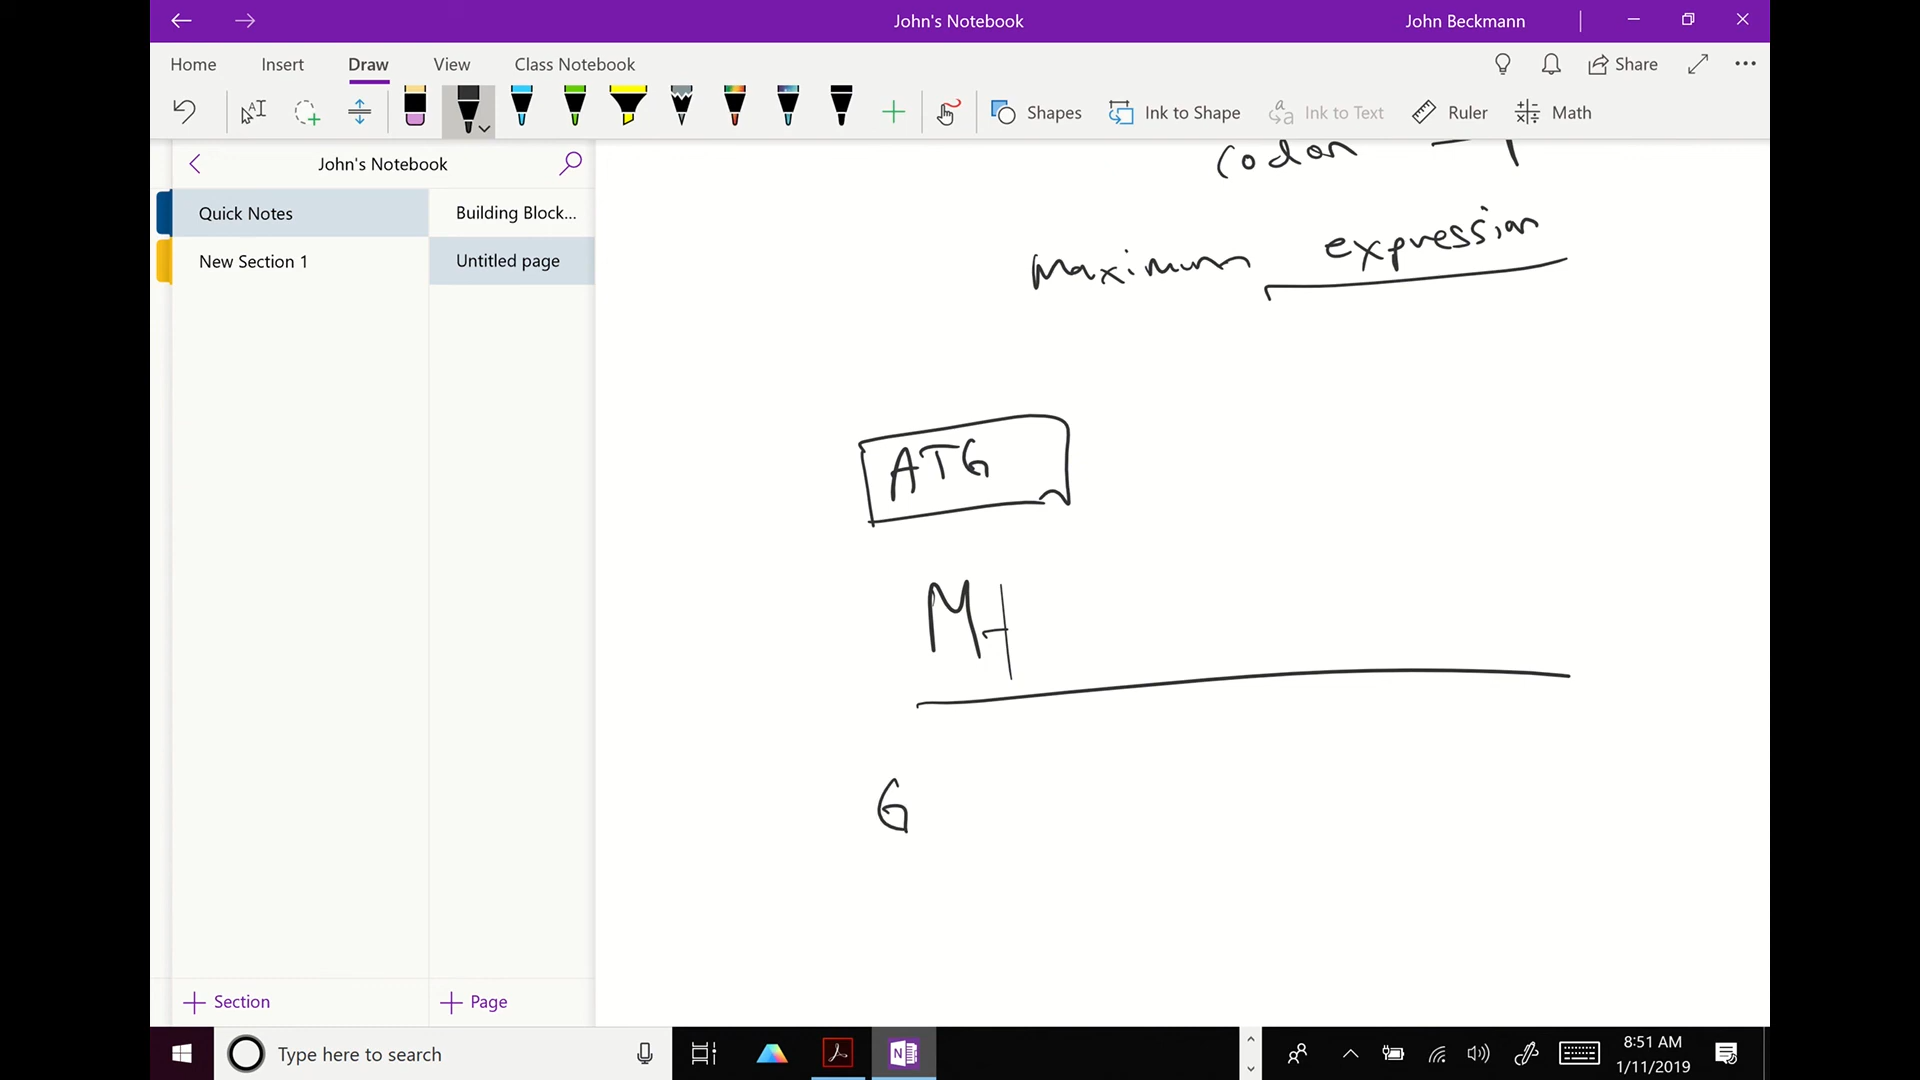 John's Notebook
John Beckmann
Home
Insert
Draw
View
Class Notebook
Share
Shapes
Ink to Shape
Ink to Text
Ruler
Math
John's Notebook
Quick Notes
Building Block...
New Section 1
Untitled page
codon
maximum expression
ATG
M
G
Section
Page
Type here to search
8:51 AM
1/11/2019